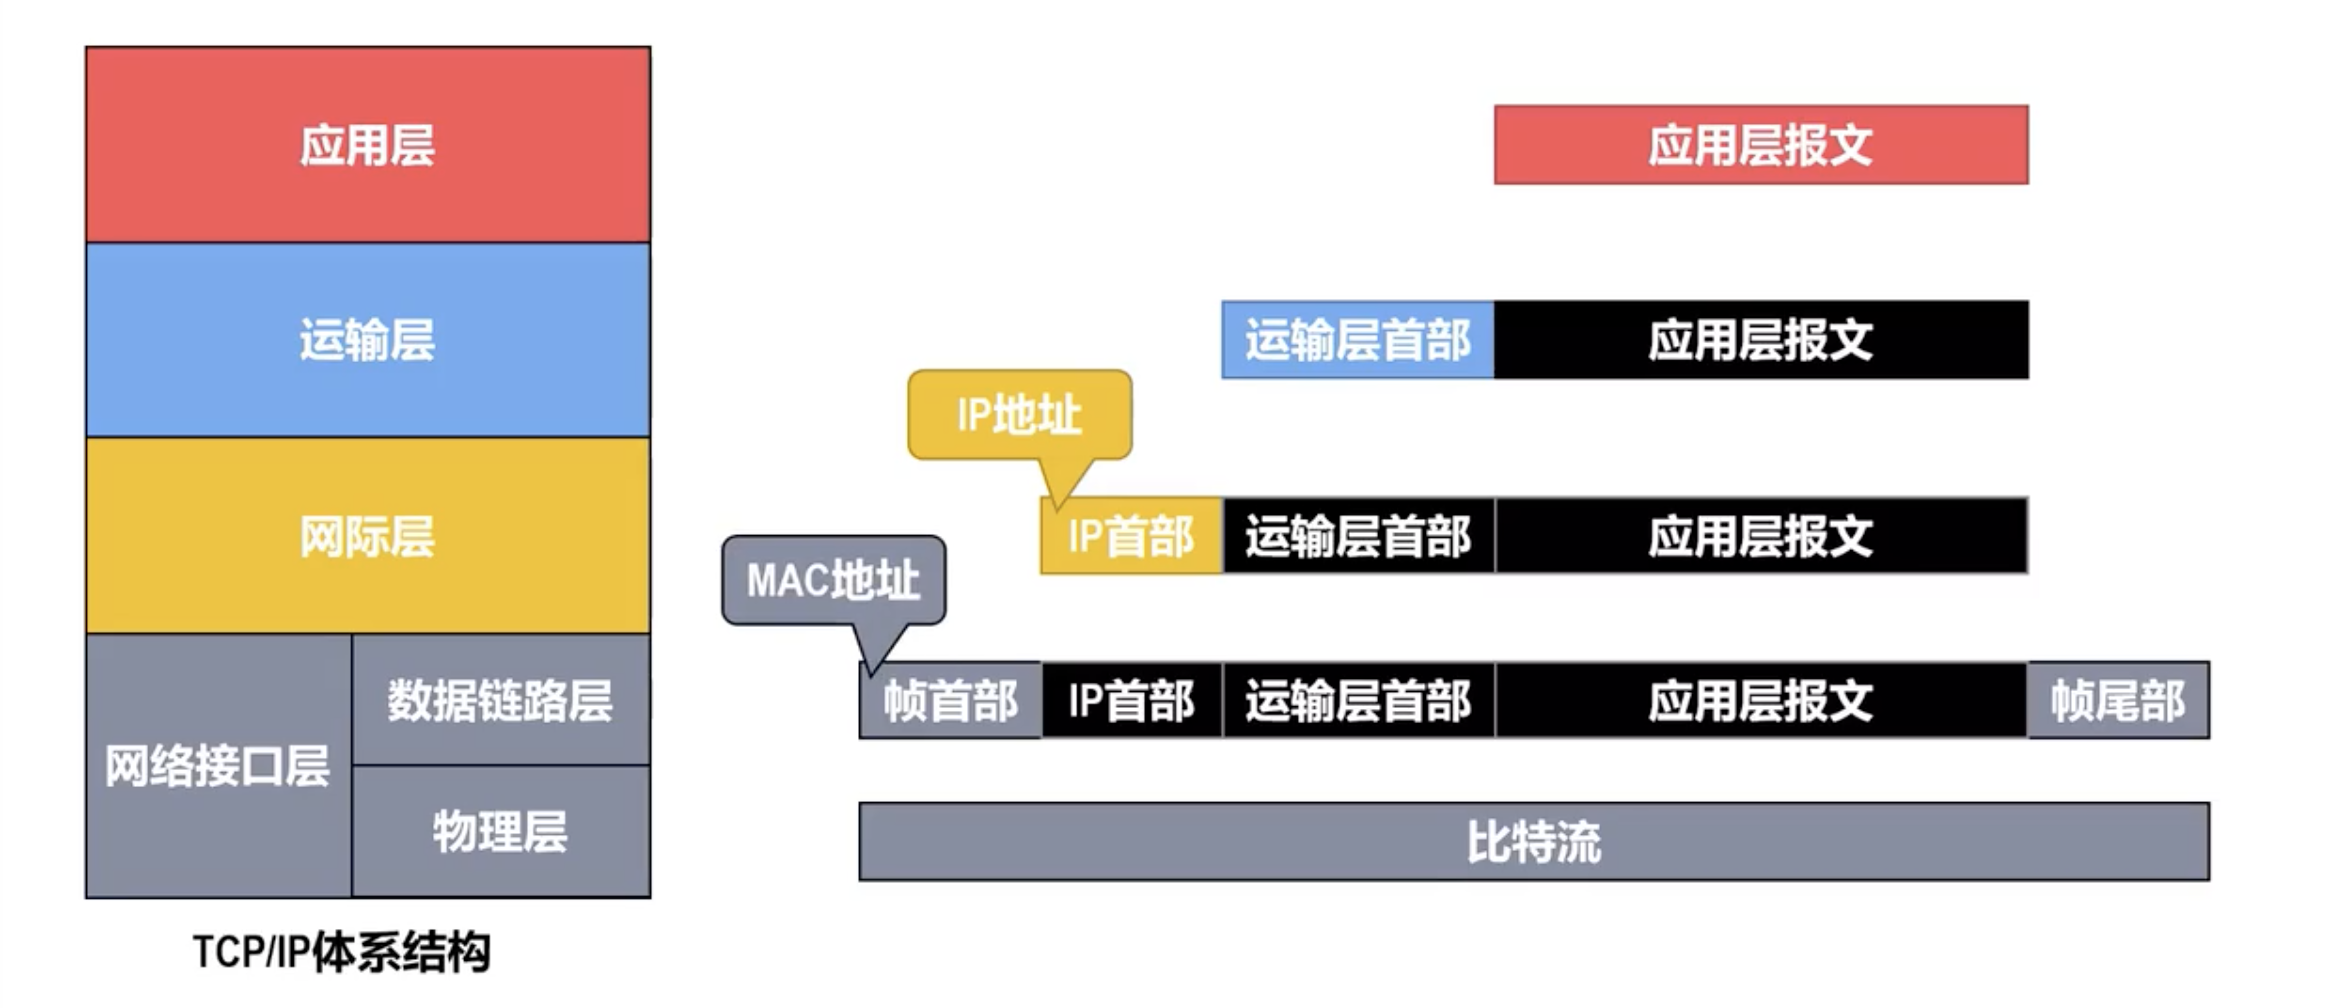 应用层
应用层报文
运输层
运输层首部 应用层报文
IP地址
网际层
IP首部 运输层首部 应用层报文
MAC地址
网络接口层
数据链路层
帧首部 IP首部 运输层首部 应用层报文 帧尾部
物理层
比特流
TCP/IP体系结构